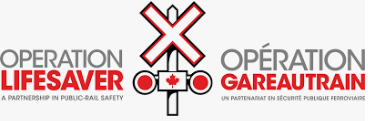 OPERATION
LIFESAVER
A PARTNERSHIP IN PUBLIC-RAIL SAFETY
OPÉRATION
GAREAUTRAIN
UN PARTENARIAT EN SÉCURITÉ PUBLIQUE FERROVIAIRE